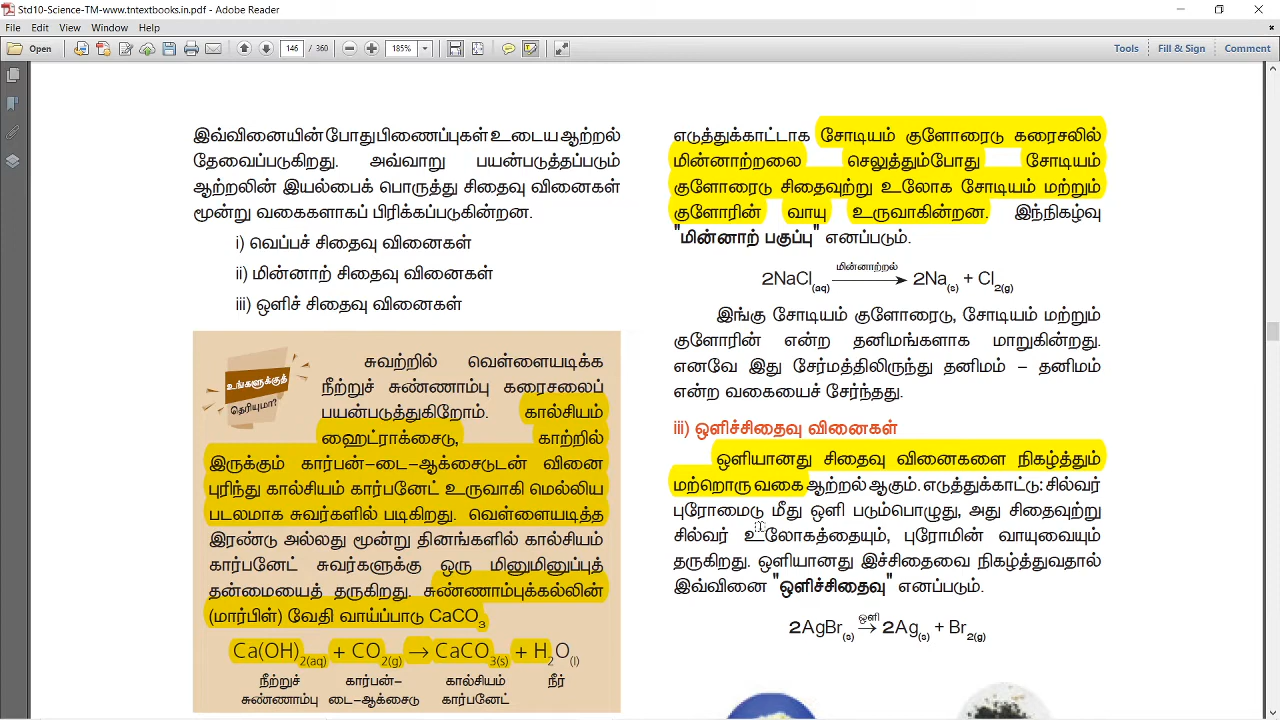 Std10-Science-TM-www.tntextbooks.in.pdf - Adobe Reader
File Edit View Window Help
Open 146 / 360 185% Tools Fill & Sign Comment
இவ்வினையின் போது பிணைப்புகள் உடைய ஆற்றல்
தேவைப்படுகிறது. அவ்வாறு பயன்படுத்தப்படும்
ஆற்றலின் இயல்பைக் பொருத்து சிதைவு வினைகள்
மூன்று வகைகளாகப் பிரிக்கப்படுகின்றன.
i) வெப்பச் சிதைவு வினைகள்
ii) மின்னாற் சிதைவு வினைகள்
iii) ஒளிச் சிதைவு வினைகள்
உங்களுக்குத்
தெரியுமா?
சுவற்றில் வெள்ளையடிக்க
நீற்றுச் சுண்ணாம்பு கரைசலைப்
பயன்படுத்துகிறோம். கால்சியம்
ஹைட்ராக்சைடு, காற்றில்
இருக்கும் கார்பன்–டை–ஆக்சைடுடன் வினை
புரிந்து கால்சியம் கார்பனேட் உருவாகி மெல்லிய
படலமாக சுவர்களில் படிகிறது. வெள்ளையடித்த
இரண்டு அல்லது மூன்று தினங்களில் கால்சியம்
கார்பனேட் சுவர்களுக்கு ஒரு மினுமினுப்புத்
தன்மையைத் தருகிறது. சுண்ணாம்புக்கல்லின்
(மார்பிள்) வேதி வாய்ப்பாடு CaCO3
Ca(OH)2(aq) + CO2(g) → CaCO3(s) + H2O(l)
நீற்றுச் கார்பன்– கால்சியம் நீர்
சுண்ணாம்பு டை–ஆக்சைடு கார்பனேட்
எடுத்துக்காட்டாக சோடியம் குளோரைடு கரைசலில்
மின்னாற்றலை செலுத்தும்போது சோடியம்
குளோரைடு சிதைவுற்று உலோக சோடியம் மற்றும்
குளோரின் வாயு உருவாகின்றன. இந்நிகழ்வு
"மின்னாற் பகுப்பு" எனப்படும்.
2NaCl(aq) மின்னாற்றல்→ 2Na(s) + Cl2(g)
இங்கு சோடியம் குளோரைடு, சோடியம் மற்றும்
குளோரின் என்ற தனிமங்களாக மாறுகின்றது.
எனவே இது சேர்மத்திலிருந்து தனிமம் – தனிமம்
என்ற வகையைச் சேர்ந்தது.
iii) ஒளிச்சிதைவு வினைகள்
ஒளியானது சிதைவு வினைகளை நிகழ்த்தும்
மற்றொரு வகை ஆற்றல் ஆகும். எடுத்துக்காட்டு: சில்வர்
புரோமைடு மீது ஒளி படும்பொழுது, அது சிதைவுற்று
சில்வர் உலோகத்தையும், புரோமின் வாயுவையும்
தருகிறது. ஒளியானது இச்சிதைவை நிகழ்த்துவதால்
இவ்வினை "ஒளிச்சிதைவு" எனப்படும்.
2AgBr(s) ஒளி→ 2Ag(s) + Br2(g)